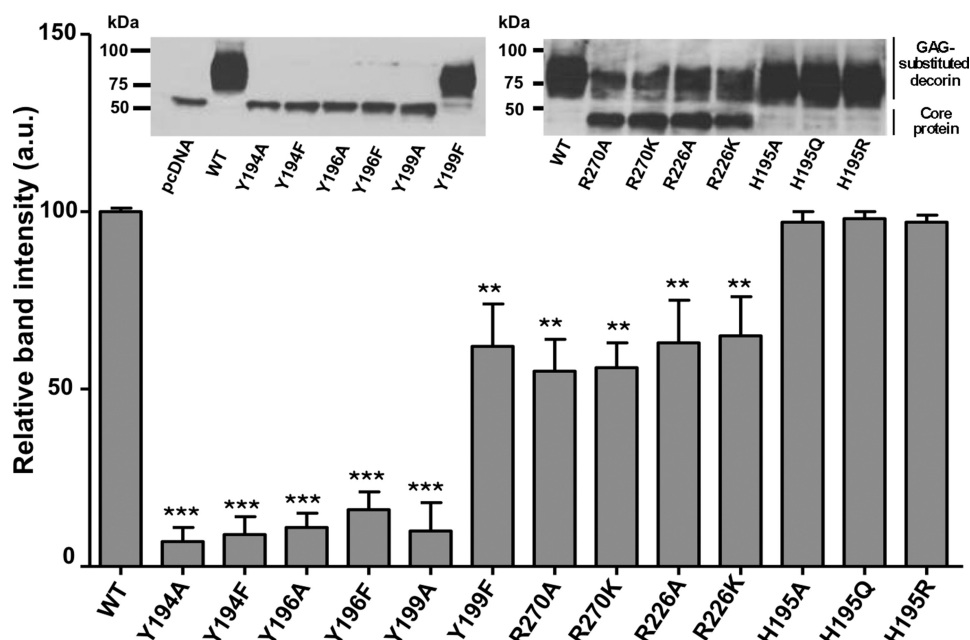 150
kDa
100
75
50
pcDNA
WT
Y194A
Y194F
Y196A
Y196F
Y199A
Y199F
kDa
100
75
50
GAG-
substituted
decorin
Core
protein
WT
R270A
R270K
R226A
R226K
H195A
H195Q
H195R
Relative band intensity (a.u.)
100
50
0
***
***
***
***
***
**
**
**
**
**
WT
Y194A
Y194F
Y196A
Y196F
Y199A
Y199F
R270A
R270K
R226A
R226K
H195A
H195Q
H195R